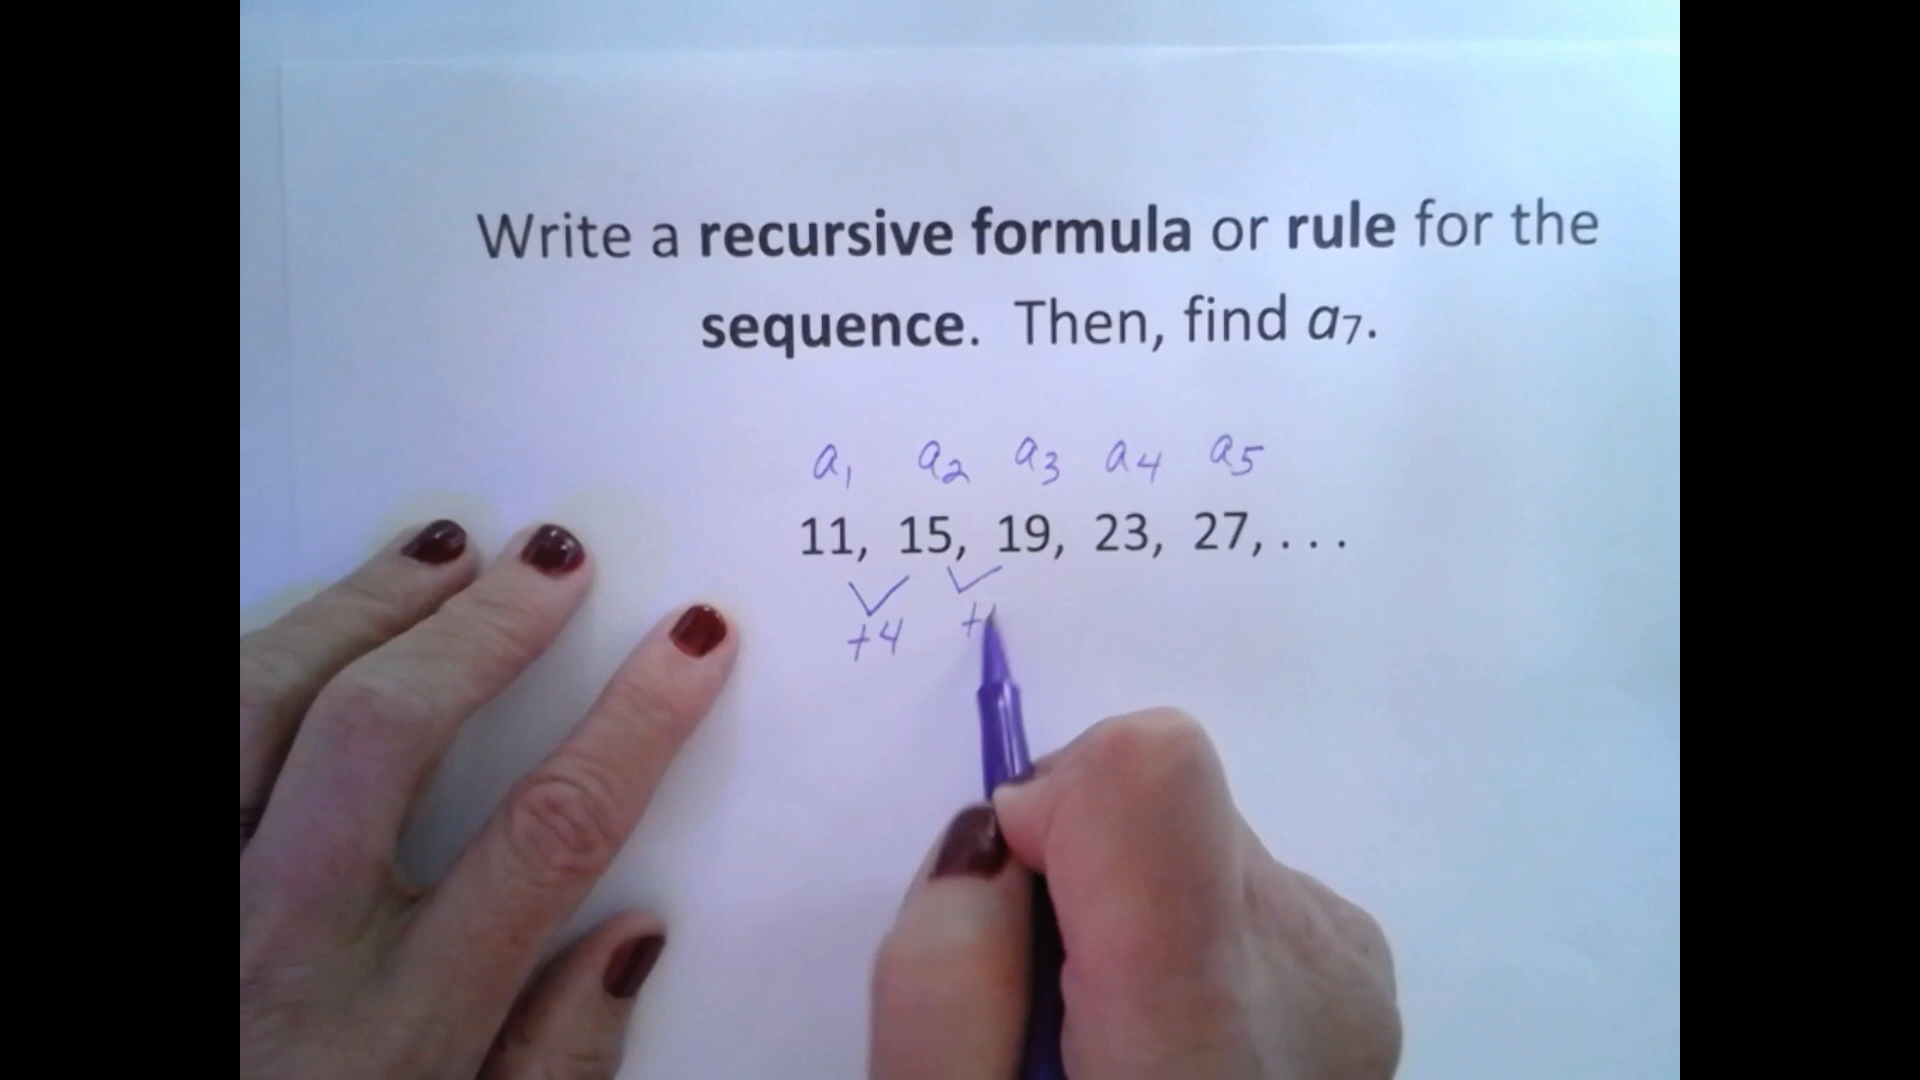 Write a recursive formula or rule for the
sequence. Then, find a₇.
a₁ a₂ a₃ a₄ a₅
11, 15, 19, 23, 27, . . .
+4 +